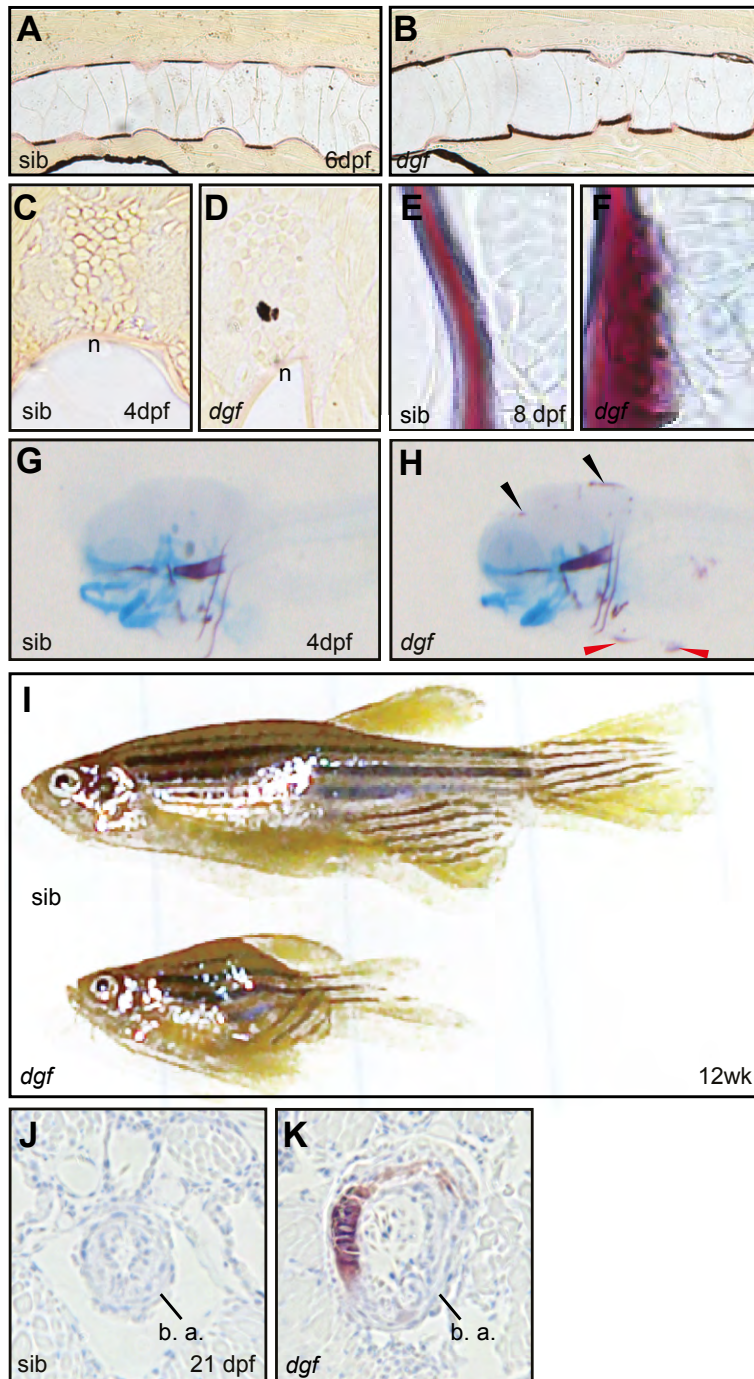 A
sib
6dpf
B
dgf
C
n
sib
4dpf
D
n
dgf
E
sib
8 dpf
F
dgf
G
sib
4dpf
H
dgf
I
sib
dgf
12wk
J
b. a.
sib
21 dpf
K
b. a.
dgf